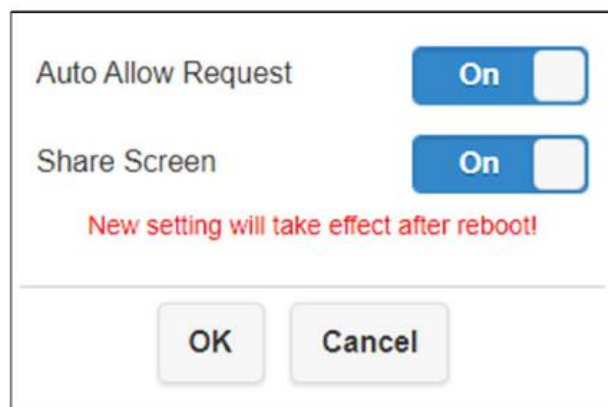 Auto Allow Request On
Share Screen On
New setting will take effect after reboot!
OK Cancel